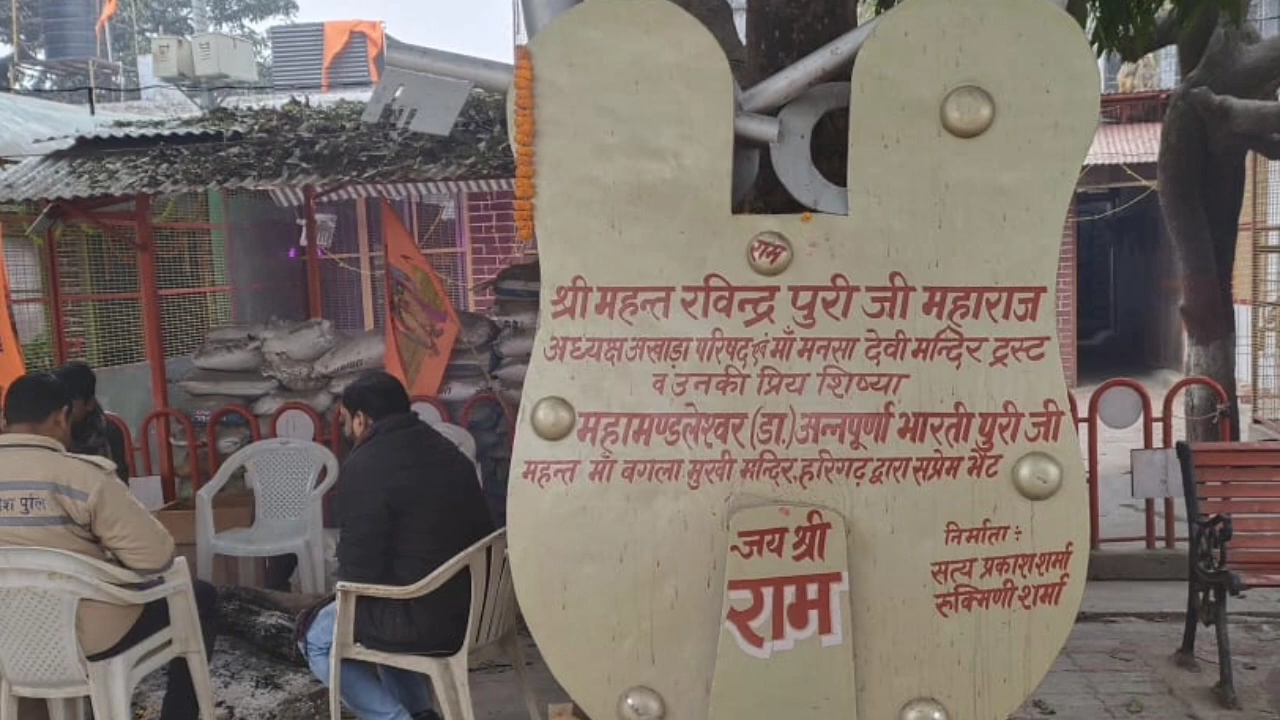 राम
श्री महन्त रविन्द्र पुरी जी महाराज
अध्यक्ष अखाड़ा परिषद एवं माँ मनसा देवी मन्दिर ट्रस्ट
व उनकी प्रिय शिष्या
महामण्डलेश्वर (डा.) अन्नपूर्णा भारती पुरी जी
महन्त माँ बगला मुखी मन्दिर, हरिगढ़ द्वारा सप्रेम भेंट
जय श्री
राम
निर्माता :
सत्य प्रकाश शर्मा
रुक्मिणी शर्मा